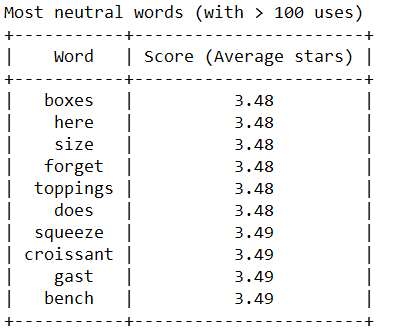 Most neutral words (with > 100 uses)
+-----------+-----------------------+
| Word | Score (Average stars) |
+-----------+-----------------------+
| boxes | 3.48 |
| here | 3.48 |
| size | 3.48 |
| forget | 3.48 |
| toppings | 3.48 |
| does | 3.48 |
| squeeze | 3.49 |
| croissant | 3.49 |
| gast | 3.49 |
| bench | 3.49 |
+-----------+-----------------------+